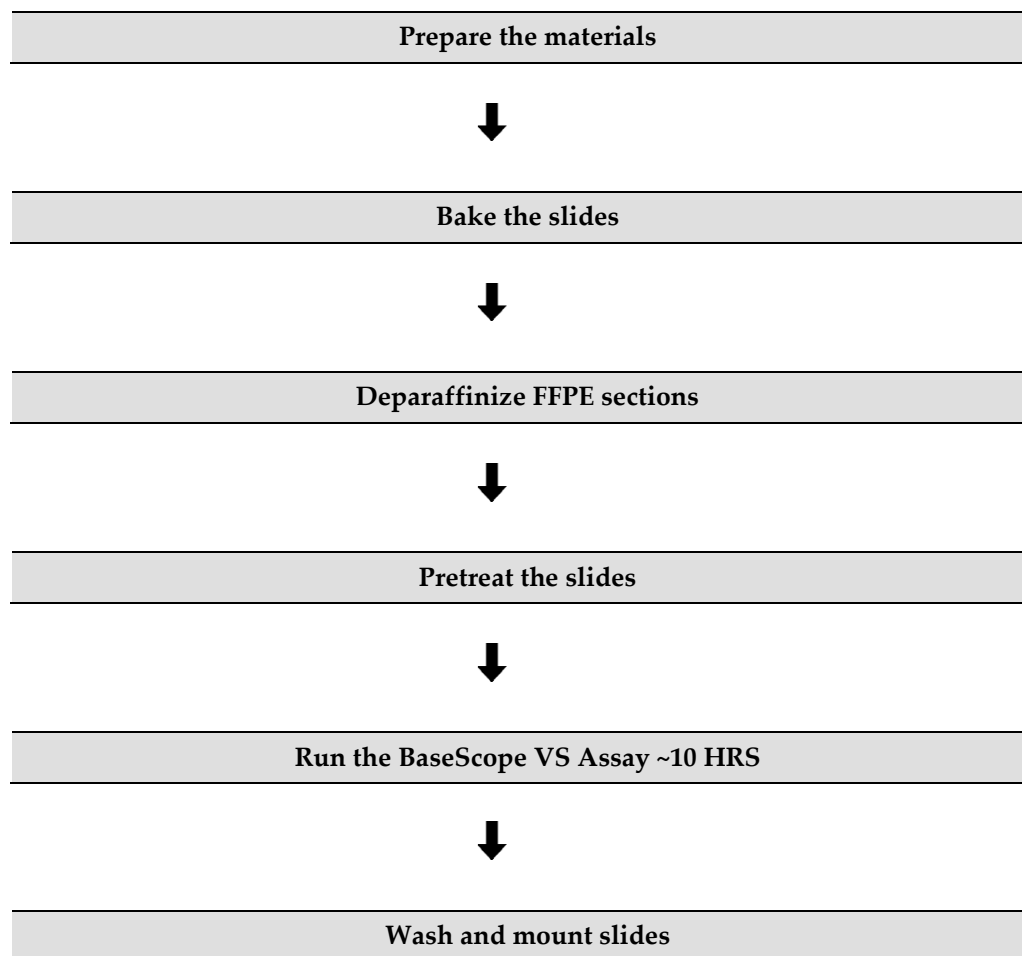 Prepare the materials
Bake the slides
Deparaffinize FFPE sections
Pretreat the slides
Run the BaseScope VS Assay ~10 HRS
Wash and mount slides